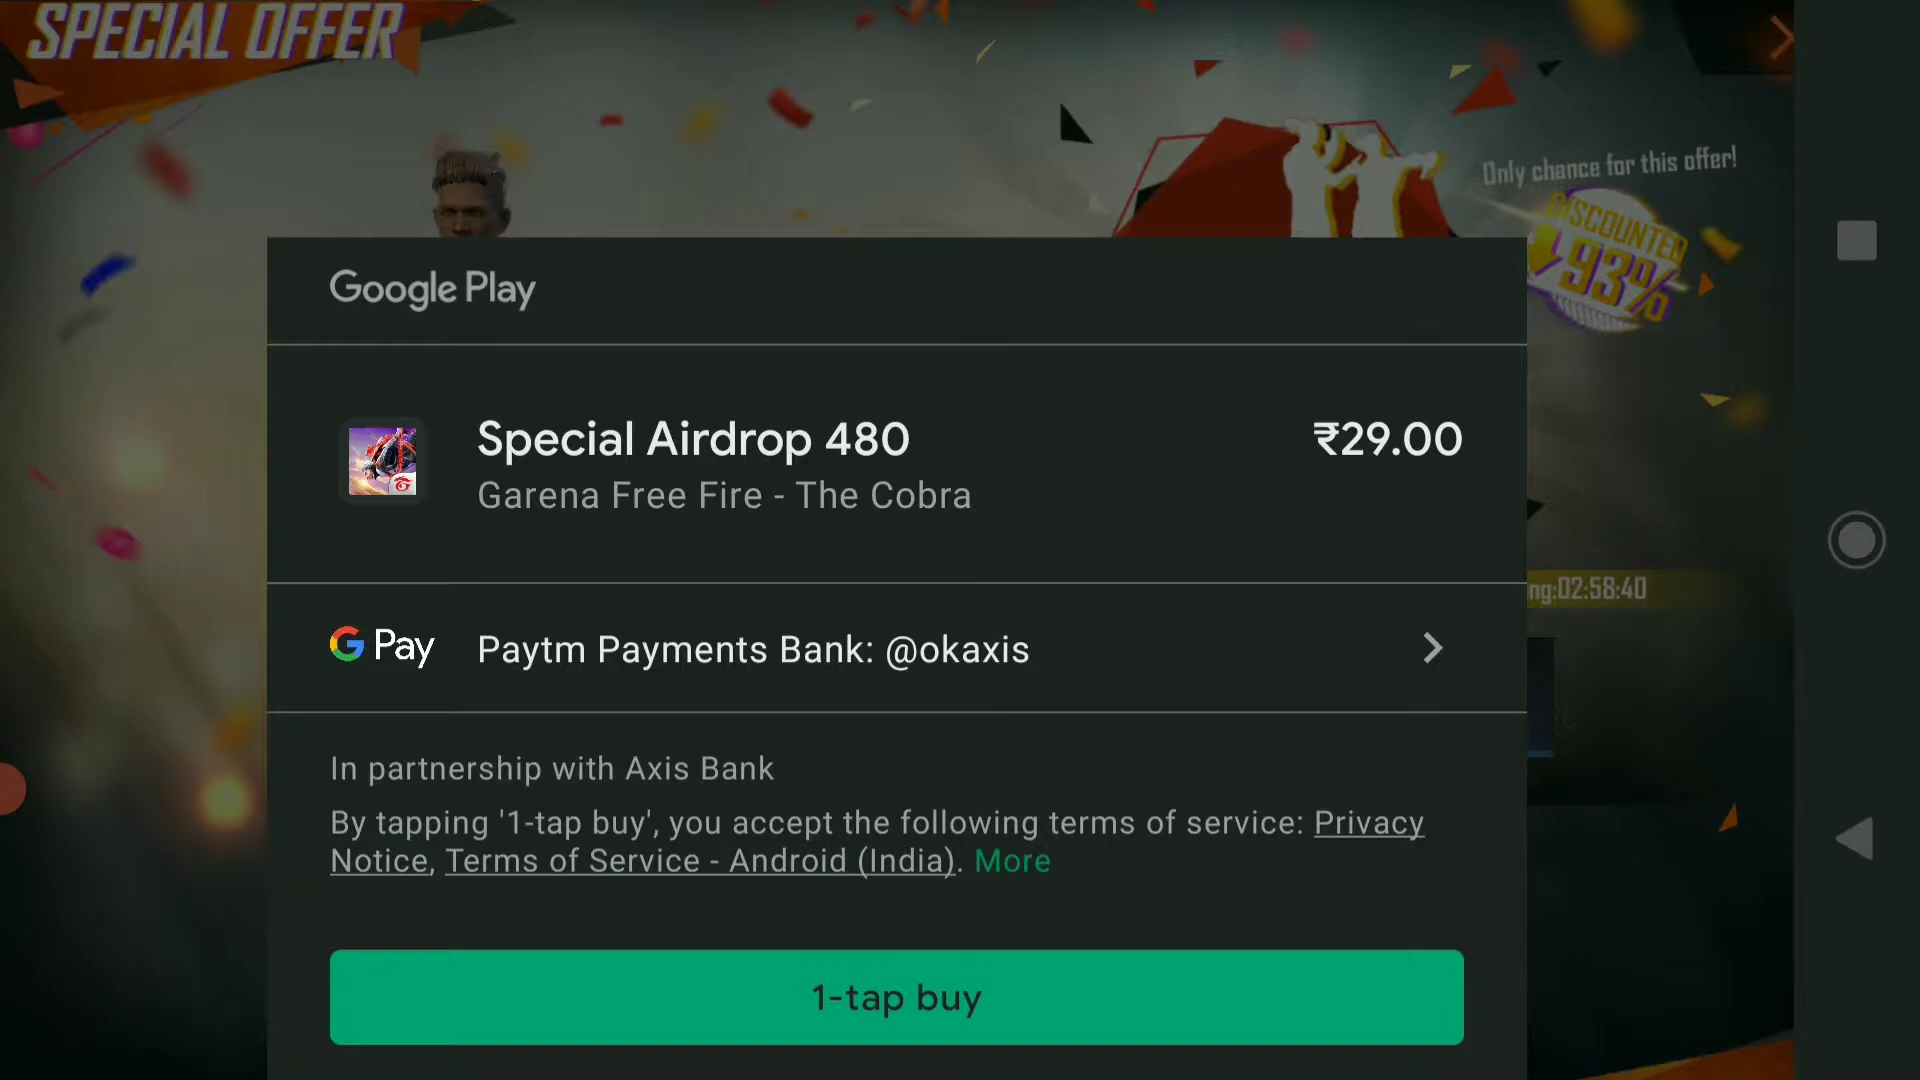 SPECIAL OFFER
Only chance for this offer!
DISCOUNTED
93%
Google Play
Special Airdrop 480
₹29.00
Garena Free Fire - The Cobra
ng:02:58:40
G Pay
Paytm Payments Bank: @okaxis
In partnership with Axis Bank
By tapping '1-tap buy', you accept the following terms of service: Privacy
Notice, Terms of Service - Android (India). More
1-tap buy